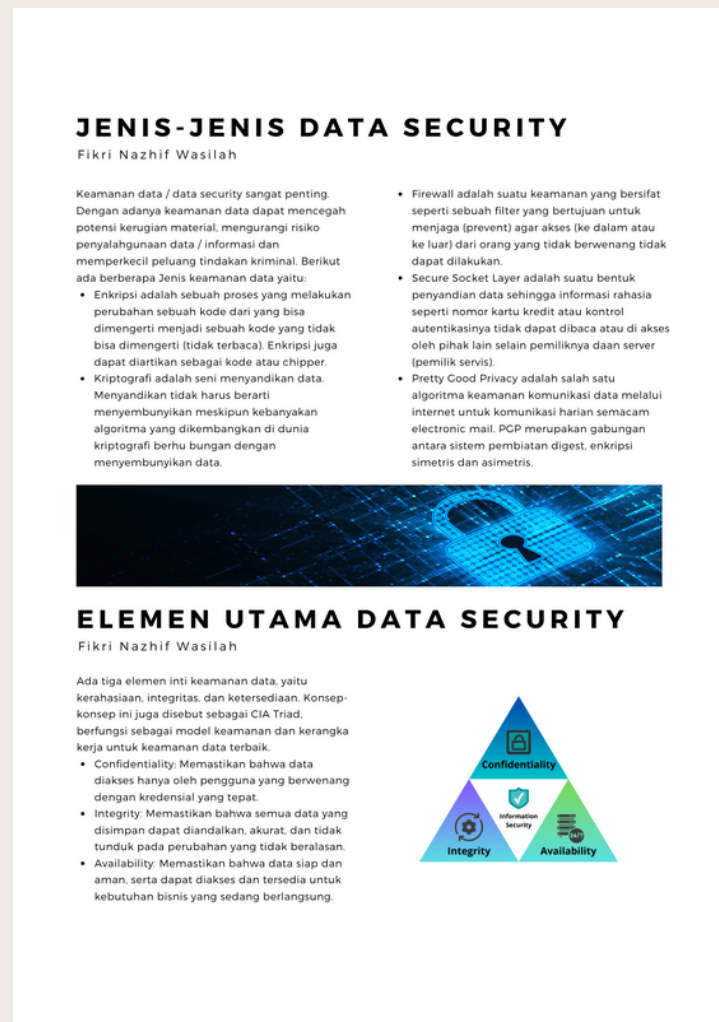 JENIS-JENIS DATA SECURITY
Fikri Nazhif Wasilah
Keamanan data / data security sangat penting.
Dengan adanya keamanan data dapat mencegah
potensi kerugian material, mengurangi risiko
penyalahgunaan data / informasi dan
memperkecil peluang tindakan kriminal. Berikut
ada berberapa Jenis keamanan data yaitu:
• Enkripsi adalah sebuah proses yang melakukan
perubahan sebuah kode dari yang bisa
dimengerti menjadi sebuah kode yang tidak
bisa dimengerti (tidak terbaca). Enkripsi juga
dapat diartikan sebagai kode atau chipper.
• Kriptografi adalah seni menyandikan data.
Menyandikan tidak harus berarti
menyembunyikan meskipun kebanyakan
algoritma yang dikembangkan di dunia
kriptografi berhu bungan dengan
menyembunyikan data.
• Firewall adalah suatu keamanan yang bersifat
seperti sebuah filter yang bertujuan untuk
menjaga (prevent) agar akses (ke dalam atau
ke luar) dari orang yang tidak berwenang tidak
dapat dilakukan.
• Secure Socket Layer adalah suatu bentuk
penyandian data sehingga informasi rahasia
seperti nomor kartu kredit atau kontrol
autentikasinya tidak dapat dibaca atau di akses
oleh pihak lain selain pemiliknya daan server
(pemilik servis).
• Pretty Good Privacy adalah salah satu
algoritma keamanan komunikasi data melalui
internet untuk komunikasi harian semacam
electronic mail. PGP merupakan gabungan
antara sistem pembiatan digest, enkripsi
simetris dan asimetris.
ELEMEN UTAMA DATA SECURITY
Fikri Nazhif Wasilah
Ada tiga elemen inti keamanan data, yaitu
kerahasiaan, integritas, dan ketersediaan. Konsep-
konsep ini juga disebut sebagai CIA Triad,
berfungsi sebagai model keamanan dan kerangka
kerja untuk keamanan data terbaik.
• Confidentiality: Memastikan bahwa data
diakses hanya oleh pengguna yang berwenang
dengan kredensial yang tepat.
• Integrity: Memastikan bahwa semua data yang
disimpan dapat diandalkan, akurat, dan tidak
tunduk pada perubahan yang tidak beralasan.
• Availability: Memastikan bahwa data siap dan
aman, serta dapat diakses dan tersedia untuk
kebutuhan bisnis yang sedang berlangsung.
Confidentiality
Information
Security
24/7
Integrity
Availability